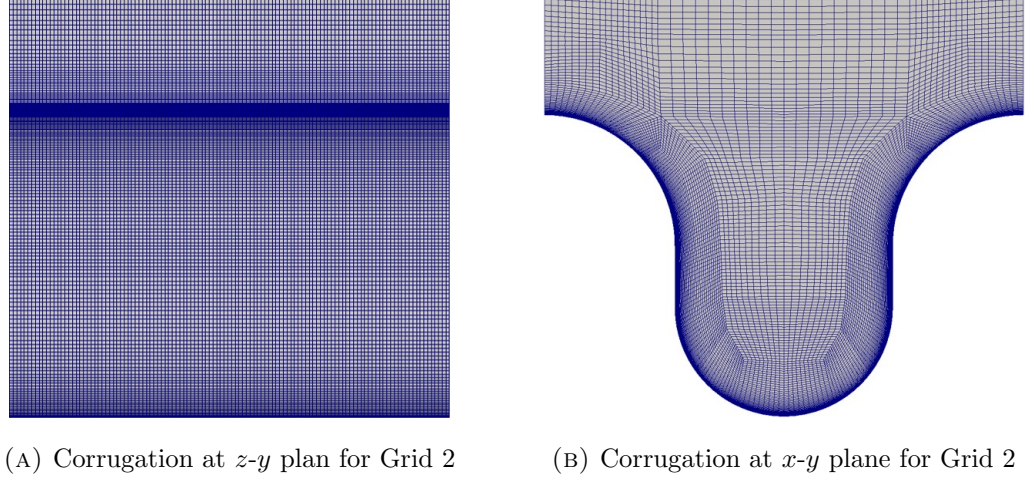 (A) Corrugation at z-y plan for Grid 2
(B) Corrugation at x-y plane for Grid 2